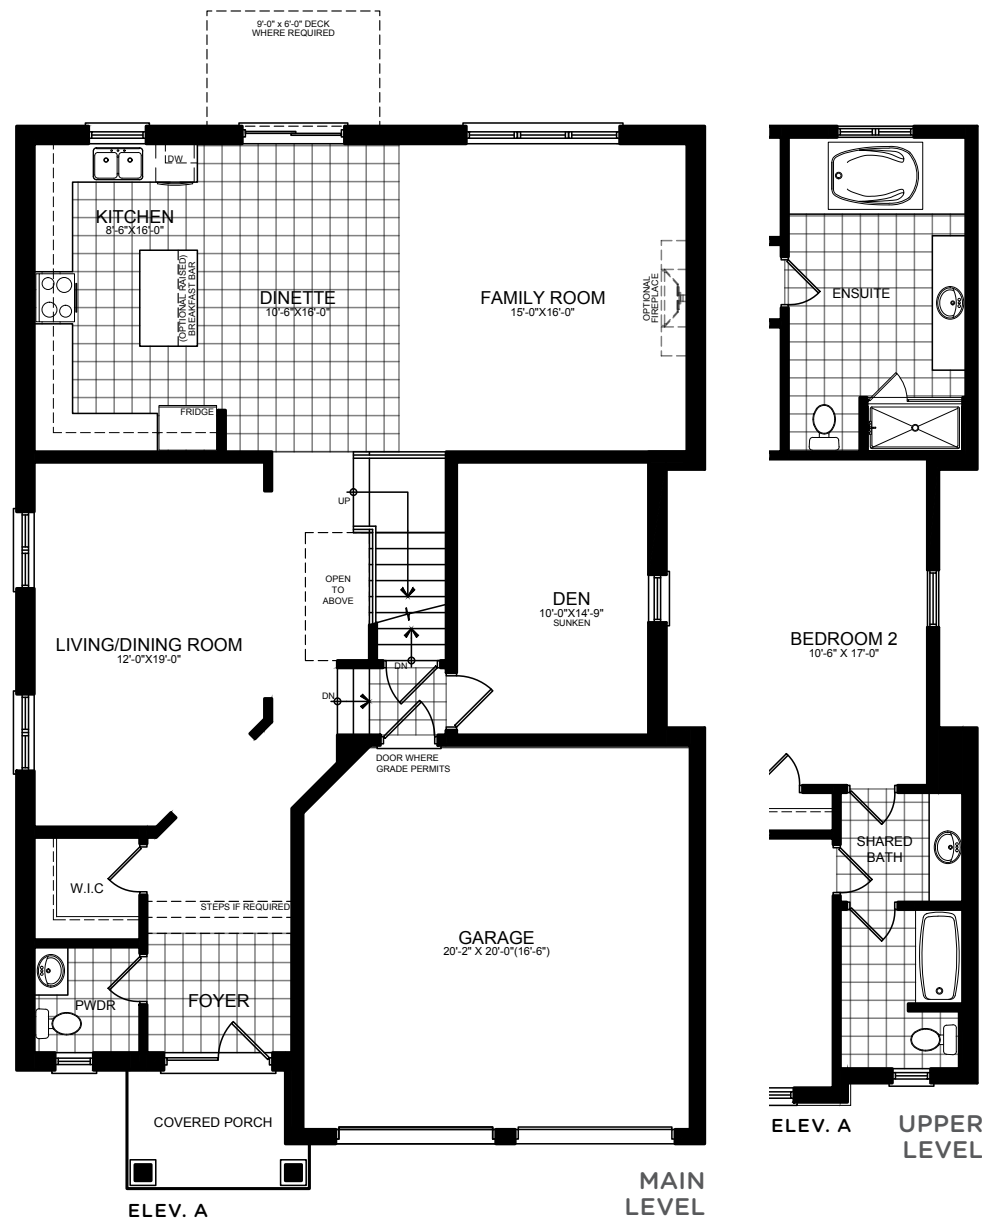 9'-0" x 6'-0" DECK
WHERE REQUIRED
DW
KITCHEN
8'-6"X16'-0"
(OPTIONAL RAISED)
BREAKFAST BAR
DINETTE
10'-6"X16'-0"
FAMILY ROOM
15'-0"X16'-0"
OPTIONAL
FIREPLACE
FRIDGE
UP
OPEN
TO
ABOVE
DEN
10'-0"X14'-9"
SUNKEN
LIVING/DINING ROOM
12'-0"X19'-0"
DN
DN
DOOR WHERE
GRADE PERMITS
W.I.C
STEPS IF REQUIRED
GARAGE
20'-2" X 20'-0"(16'-6")
PWDR
FOYER
COVERED PORCH
ELEV. A
MAIN
LEVEL
ENSUITE
BEDROOM 2
10'-6" X 17'-0"
SHARED
BATH
ELEV. A
UPPER
LEVEL